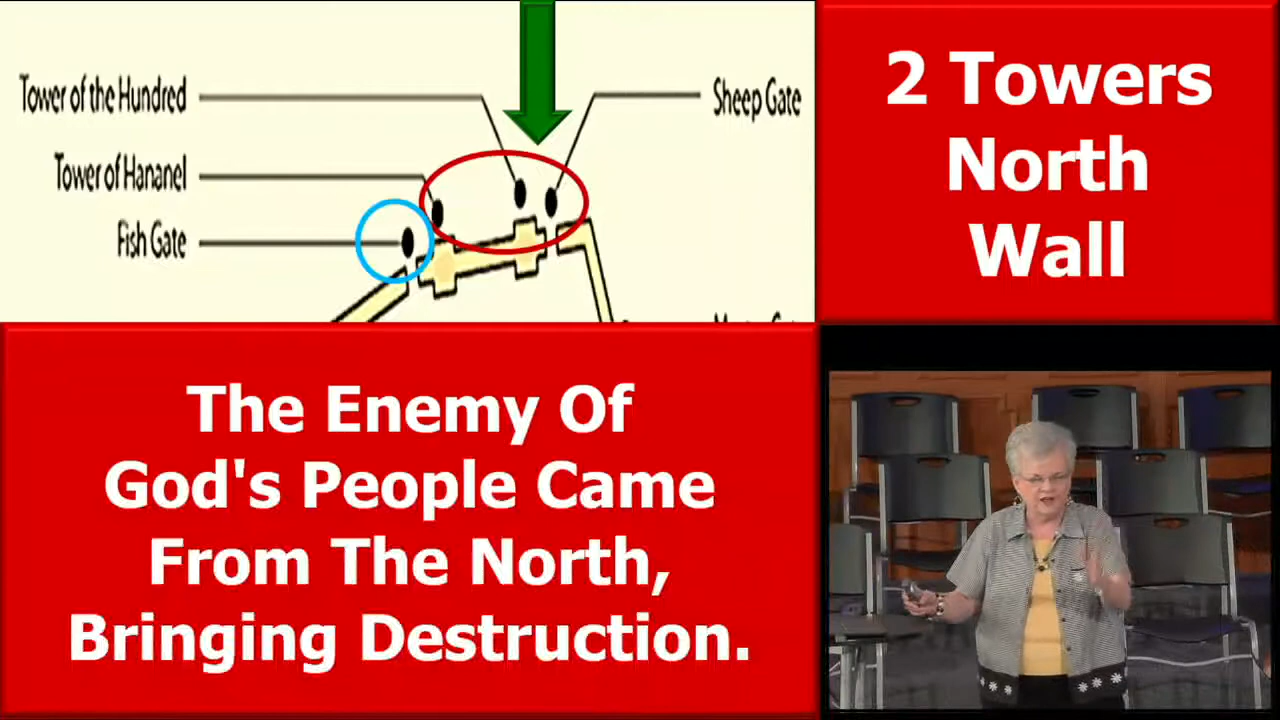 Tower of the Hundred
Sheep Gate
Tower of Hananel
Fish Gate
2 Towers
North
Wall
The Enemy Of
God's People Came
From The North,
Bringing Destruction.